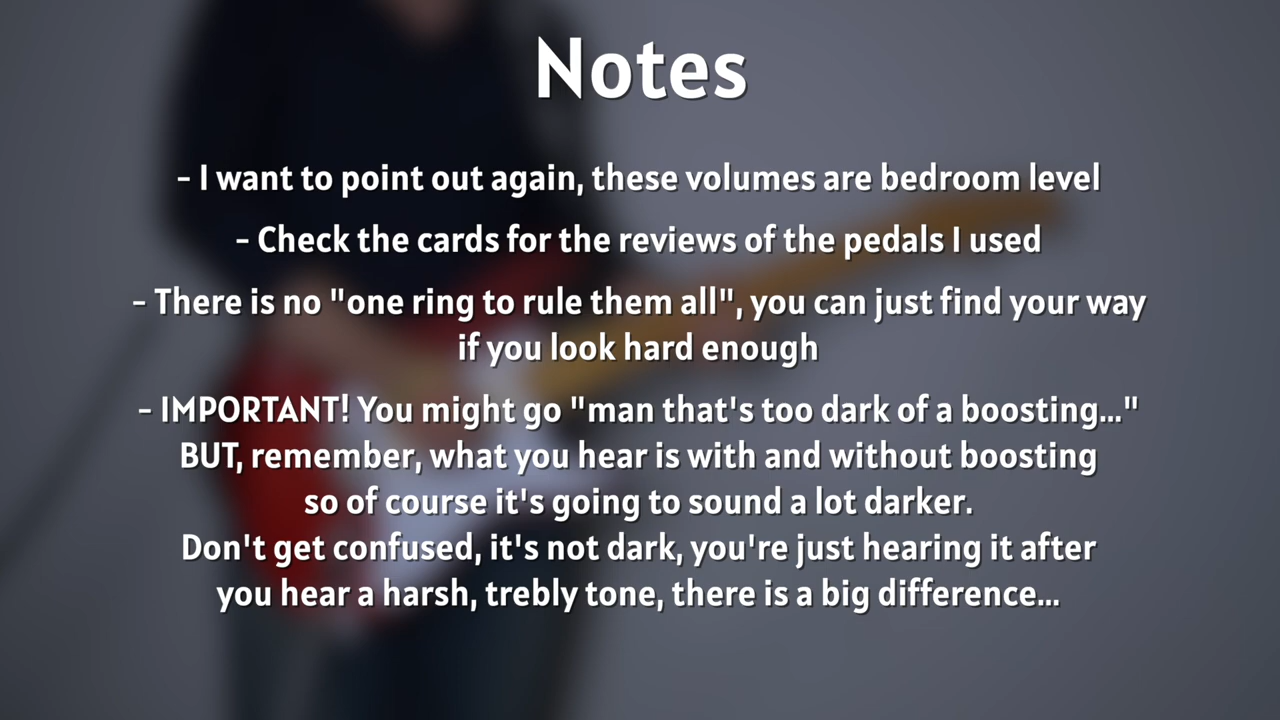 Notes
- I want to point out again, these volumes are bedroom level
- Check the cards for the reviews of the pedals I used
- There is no "one ring to rule them all", you can just find your way
if you look hard enough
- IMPORTANT! You might go "man that's too dark of a boosting..."
BUT, remember, what you hear is with and without boosting
so of course it's going to sound a lot darker.
Don't get confused, it's not dark, you're just hearing it after
you hear a harsh, trebly tone, there is a big difference...